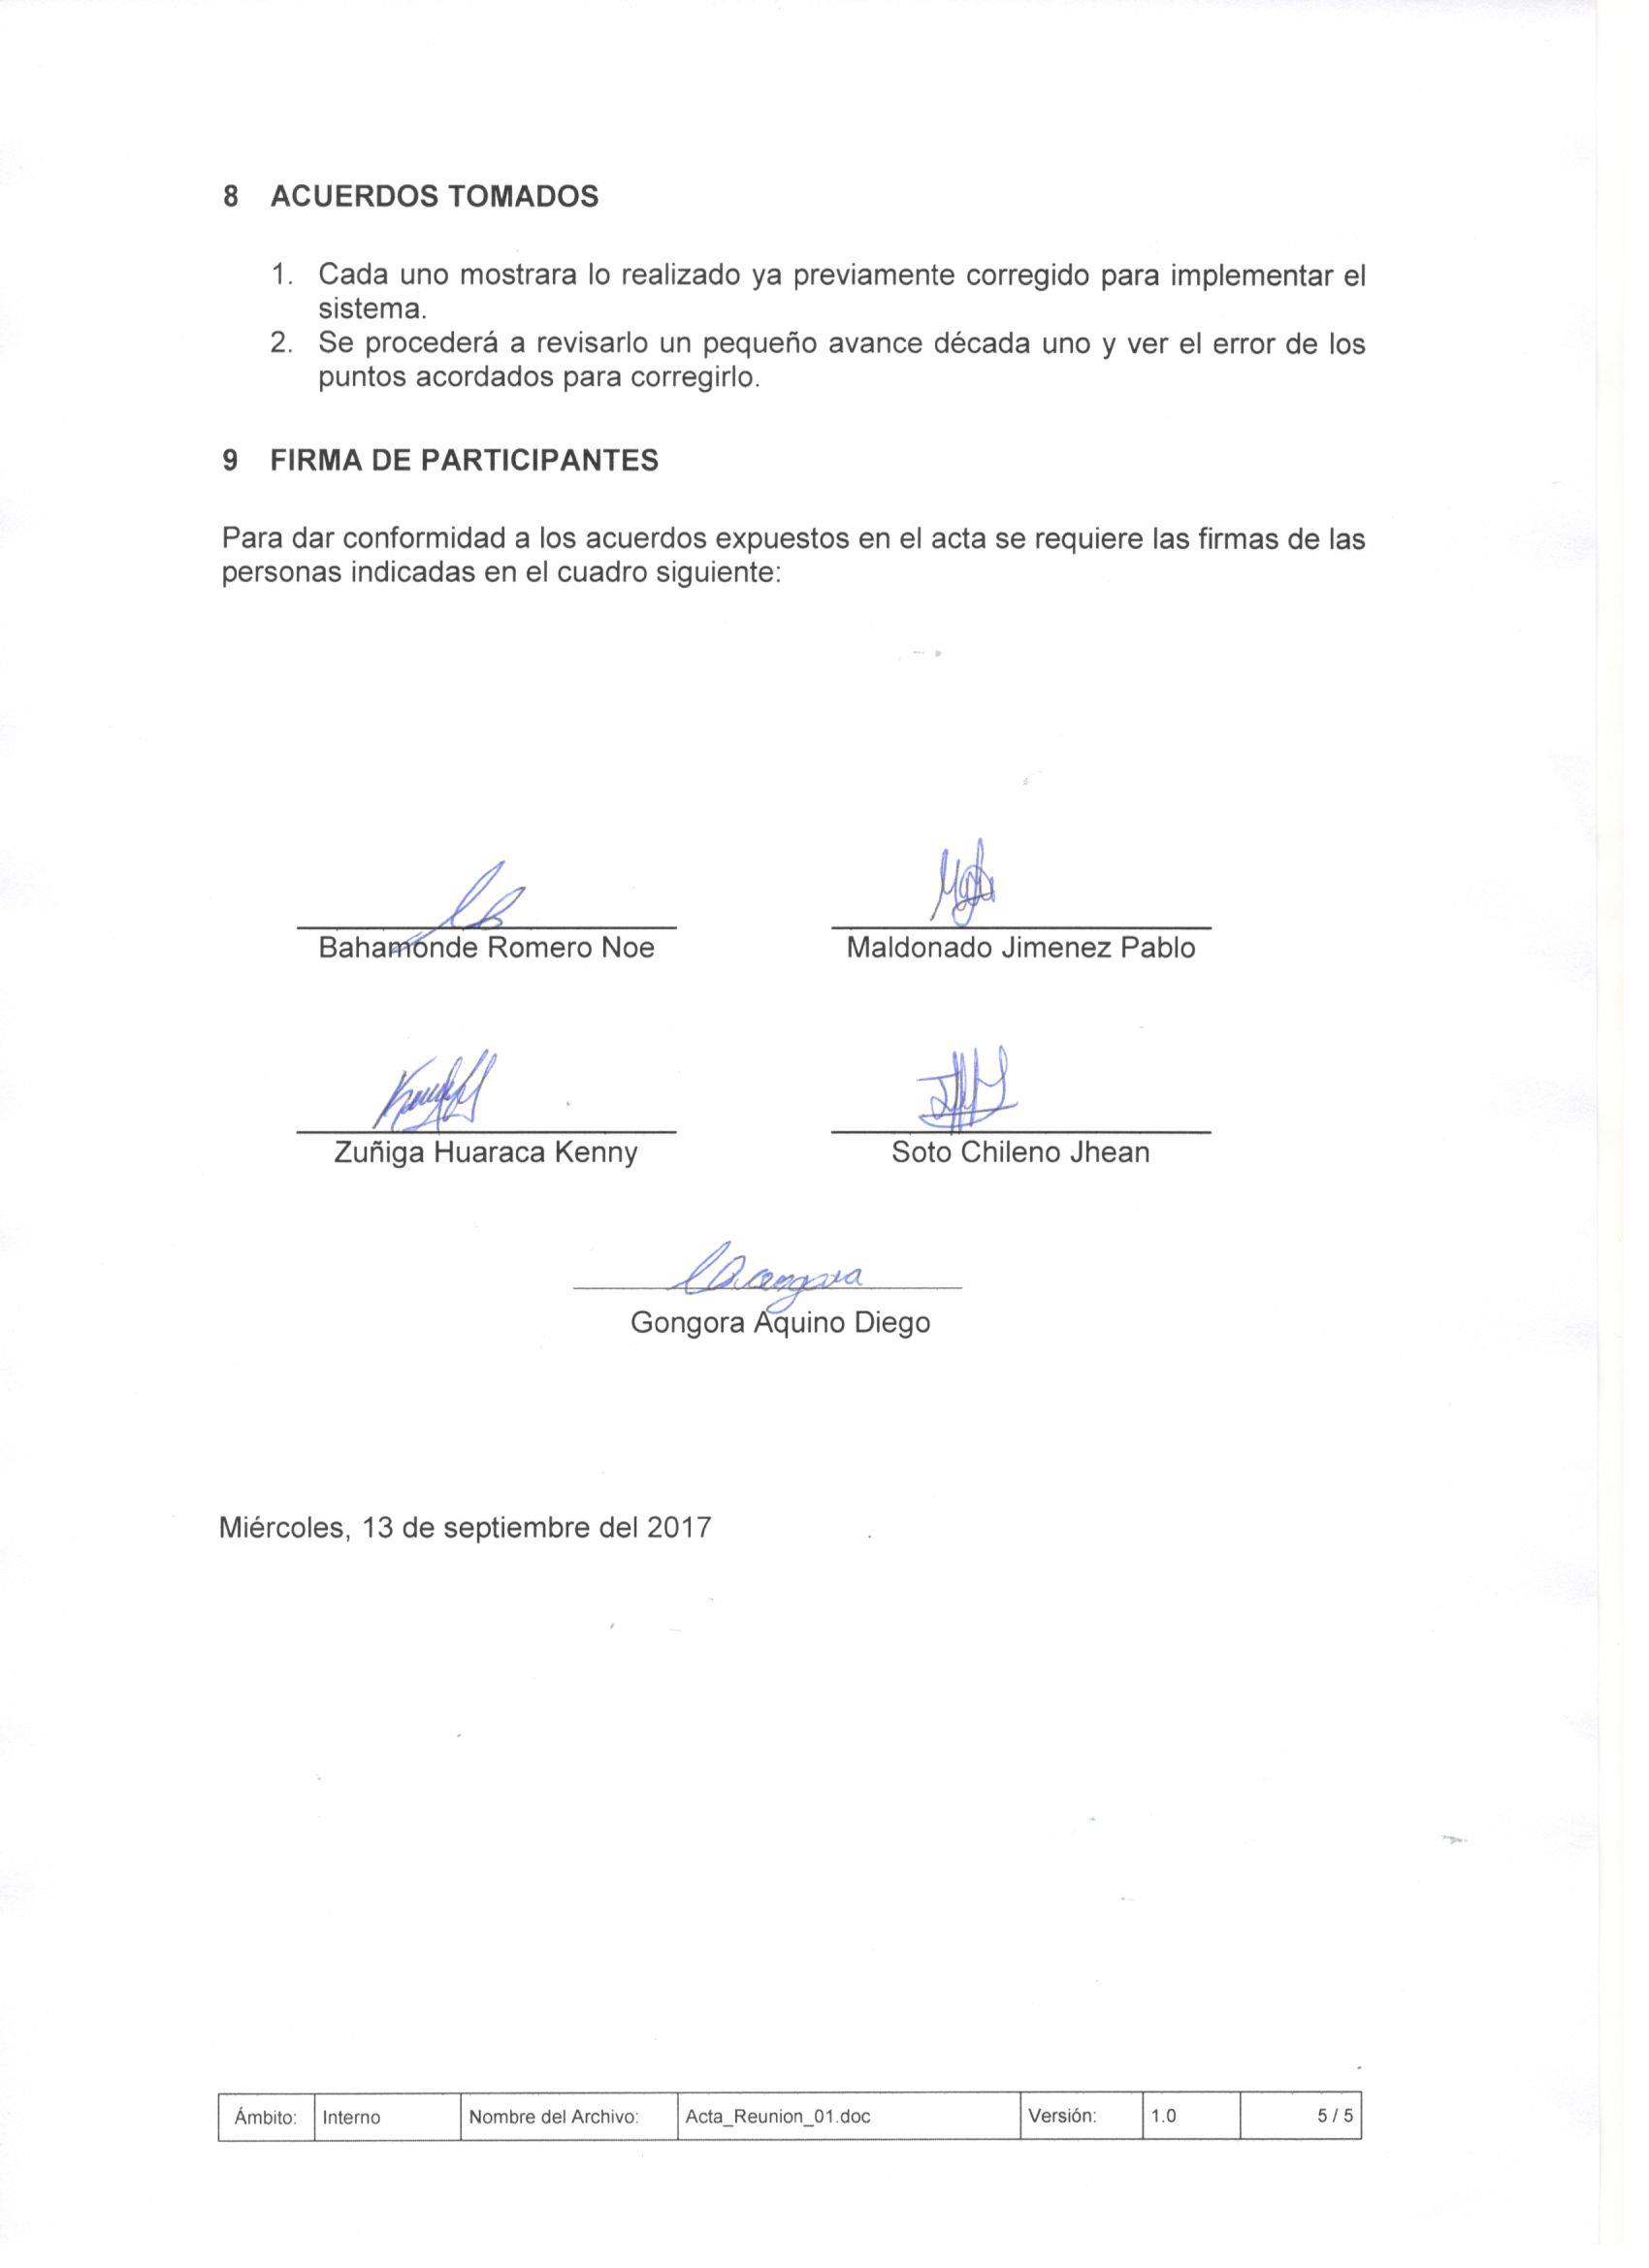 8 ACUERDOS TOMADOS
1. Cada uno mostrara lo realizado ya previamente corregido para implementar el
sistema.
2. Se procederá a revisarlo un pequeño avance década uno y ver el error de los
puntos acordados para corregirlo.
9 FIRMA DE PARTICIPANTES
Para dar conformidad a los acuerdos expuestos en el acta se requiere las firmas de las
personas indicadas en el cuadro siguiente:
Bahamonde Romero Noe
Maldonado Jimenez Pablo
Zuñiga Huaraca Kenny
Soto Chileno Jhean
Gongora Aquino Diego
Miércoles, 13 de septiembre del 2017
Ámbito: Interno Nombre del Archivo: Acta_Reunion_01.doc Versión: 1.0 5 / 5